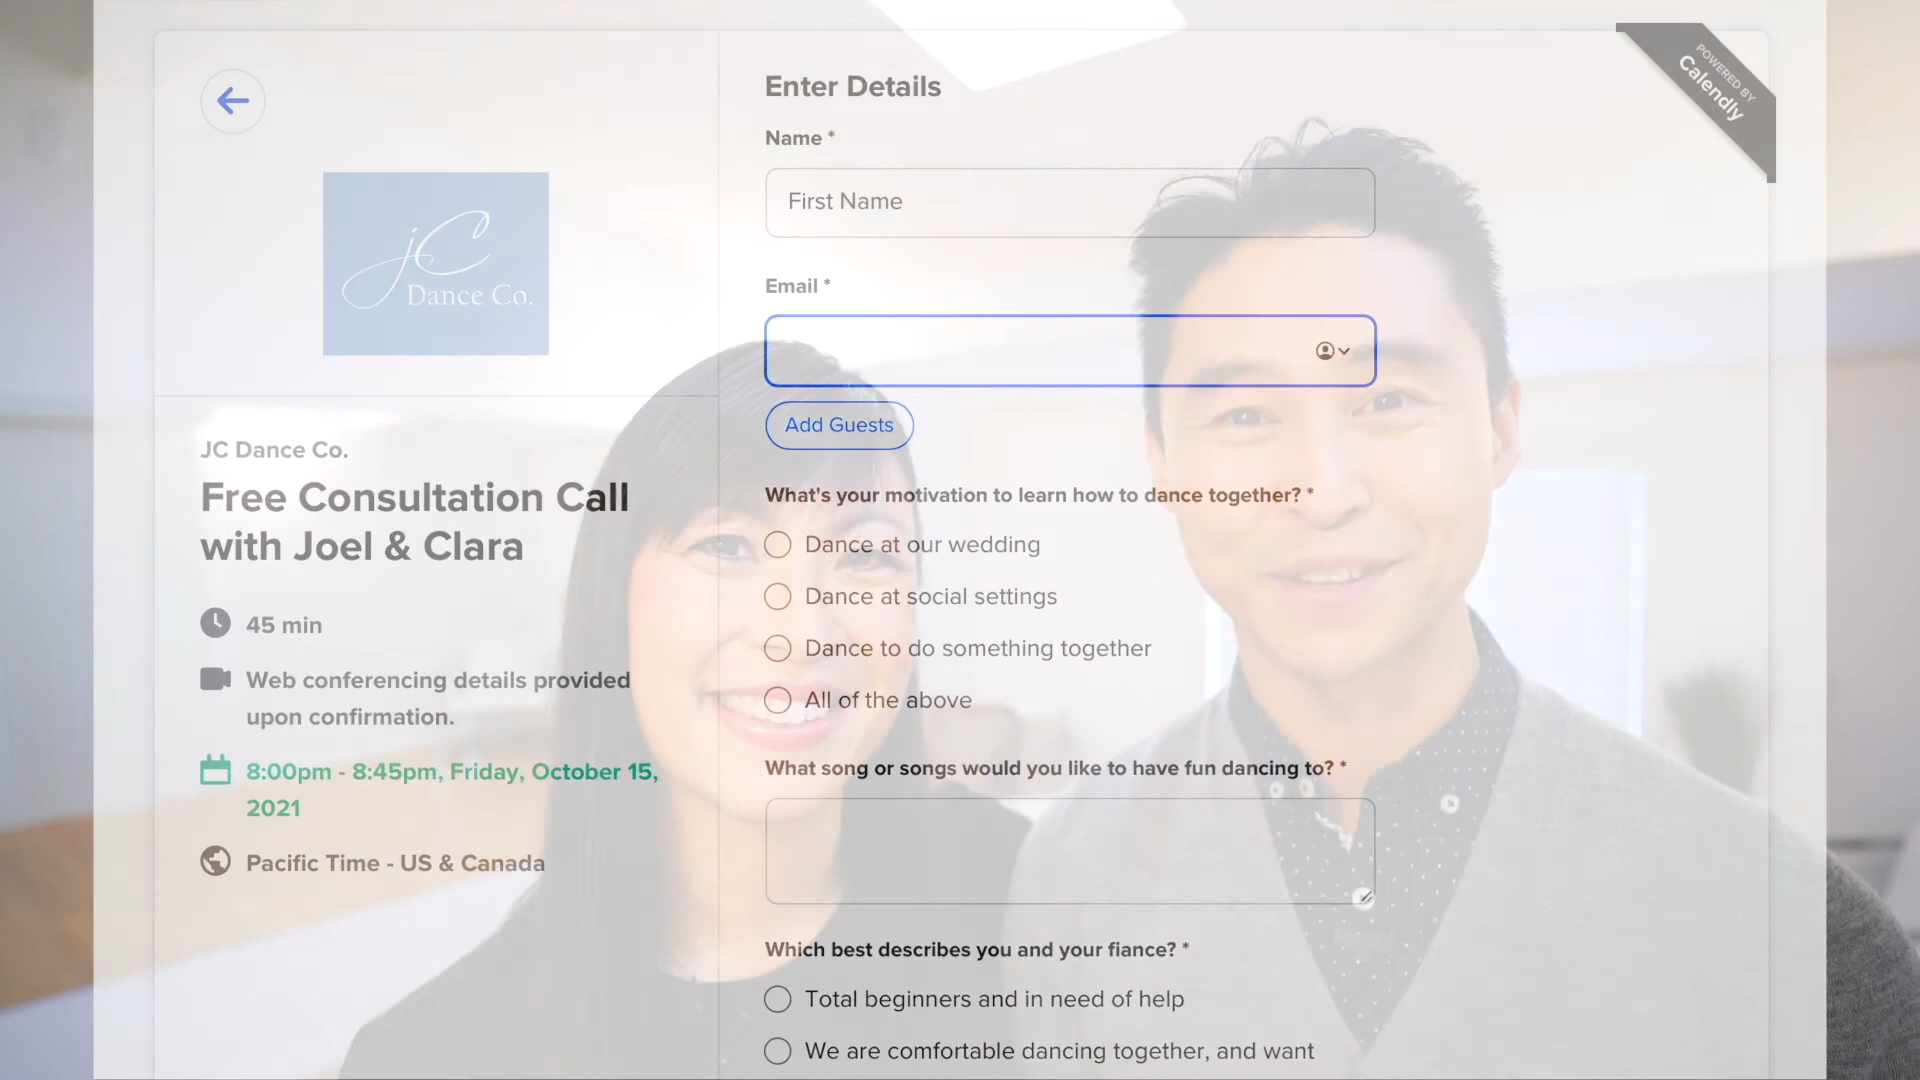 POWERED BY
Calendly
jC
Dance Co.
JC Dance Co.
Free Consultation Call
with Joel & Clara
45 min
Web conferencing details provided
upon confirmation.
8:00pm - 8:45pm, Friday, October 15,
2021
Pacific Time - US & Canada
Enter Details
Name *
First Name
Email *
Add Guests
What's your motivation to learn how to dance together? *
Dance at our wedding
Dance at social settings
Dance to do something together
All of the above
What song or songs would you like to have fun dancing to? *
Which best describes you and your fiance? *
Total beginners and in need of help
We are comfortable dancing together, and want